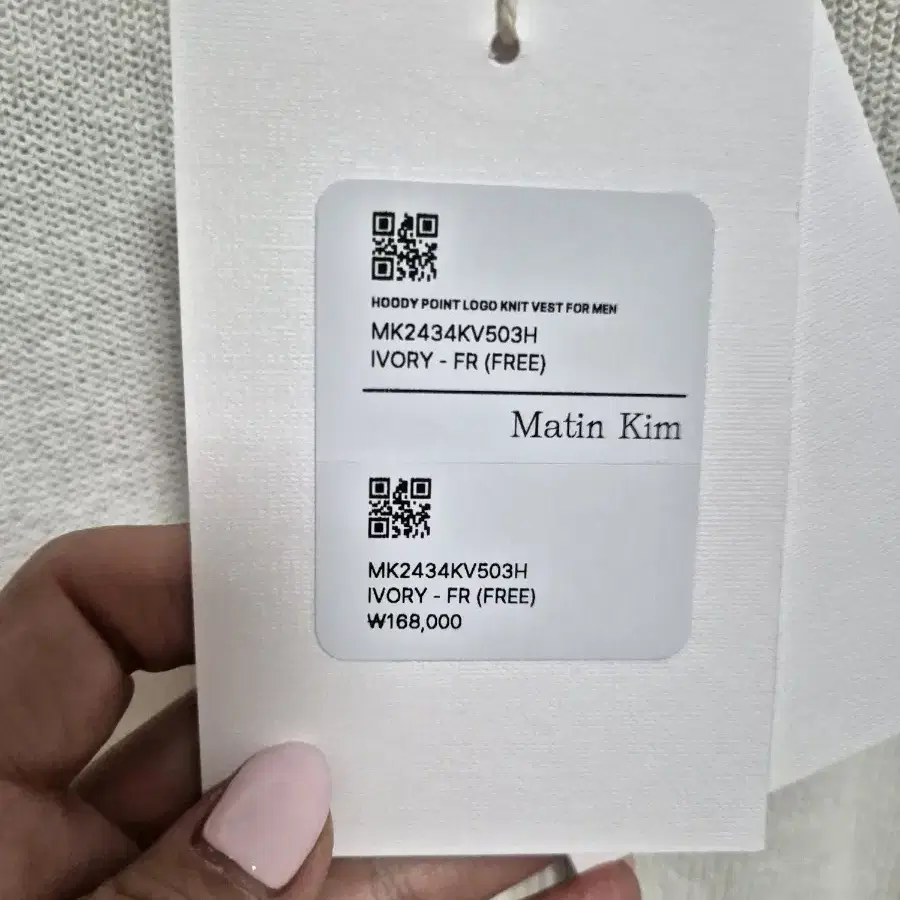 HOODY POINT LOGO KNIT VEST FOR MEN
MK2434KV503H
IVORY - FR (FREE)
Matin Kim
MK2434KV503H
IVORY - FR (FREE)
₩168,000